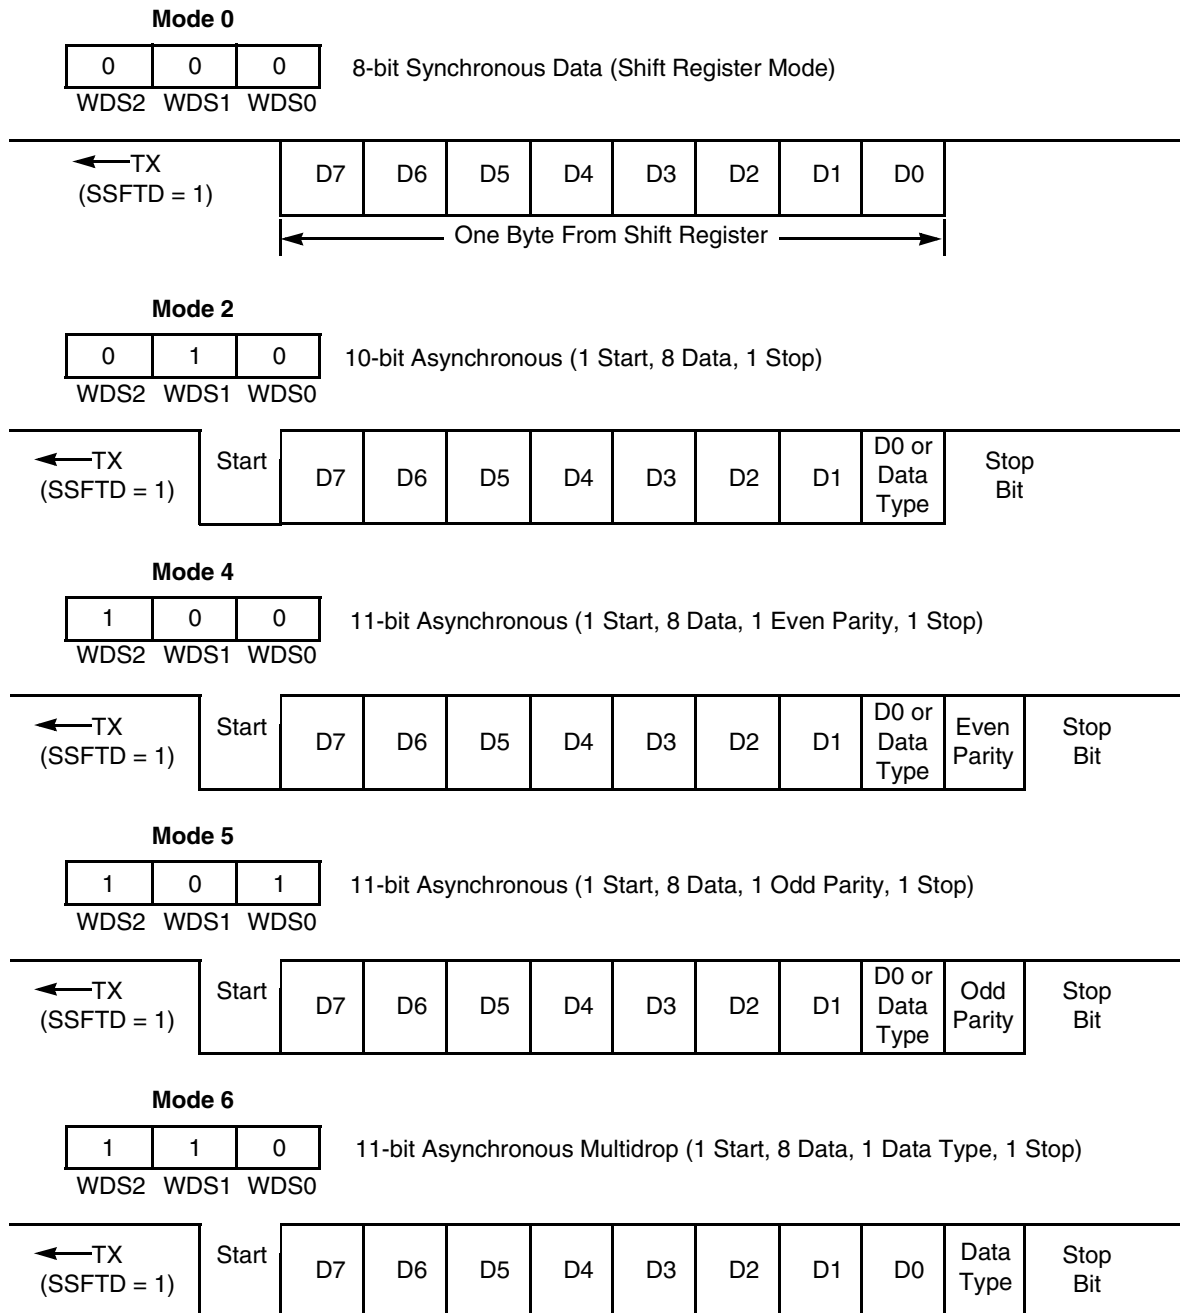 Mode 0
0 0 0
8-bit Synchronous Data (Shift Register Mode)
WDS2 WDS1 WDS0
TX
(SSFTD = 1)
D7 D6 D5 D4 D3 D2 D1 D0
One Byte From Shift Register
Mode 2
0 1 0
10-bit Asynchronous (1 Start, 8 Data, 1 Stop)
WDS2 WDS1 WDS0
TX
(SSFTD = 1)
Start
D7 D6 D5 D4 D3 D2 D1
D0 or
Data
Type
Stop
Bit
Mode 4
1 0 0
11-bit Asynchronous (1 Start, 8 Data, 1 Even Parity, 1 Stop)
WDS2 WDS1 WDS0
TX
(SSFTD = 1)
Start
D7 D6 D5 D4 D3 D2 D1
D0 or
Data
Type
Even
Parity
Stop
Bit
Mode 5
1 0 1
11-bit Asynchronous (1 Start, 8 Data, 1 Odd Parity, 1 Stop)
WDS2 WDS1 WDS0
TX
(SSFTD = 1)
Start
D7 D6 D5 D4 D3 D2 D1
D0 or
Data
Type
Odd
Parity
Stop
Bit
Mode 6
1 1 0
11-bit Asynchronous Multidrop (1 Start, 8 Data, 1 Data Type, 1 Stop)
WDS2 WDS1 WDS0
TX
(SSFTD = 1)
Start
D7 D6 D5 D4 D3 D2 D1 D0
Data
Type
Stop
Bit